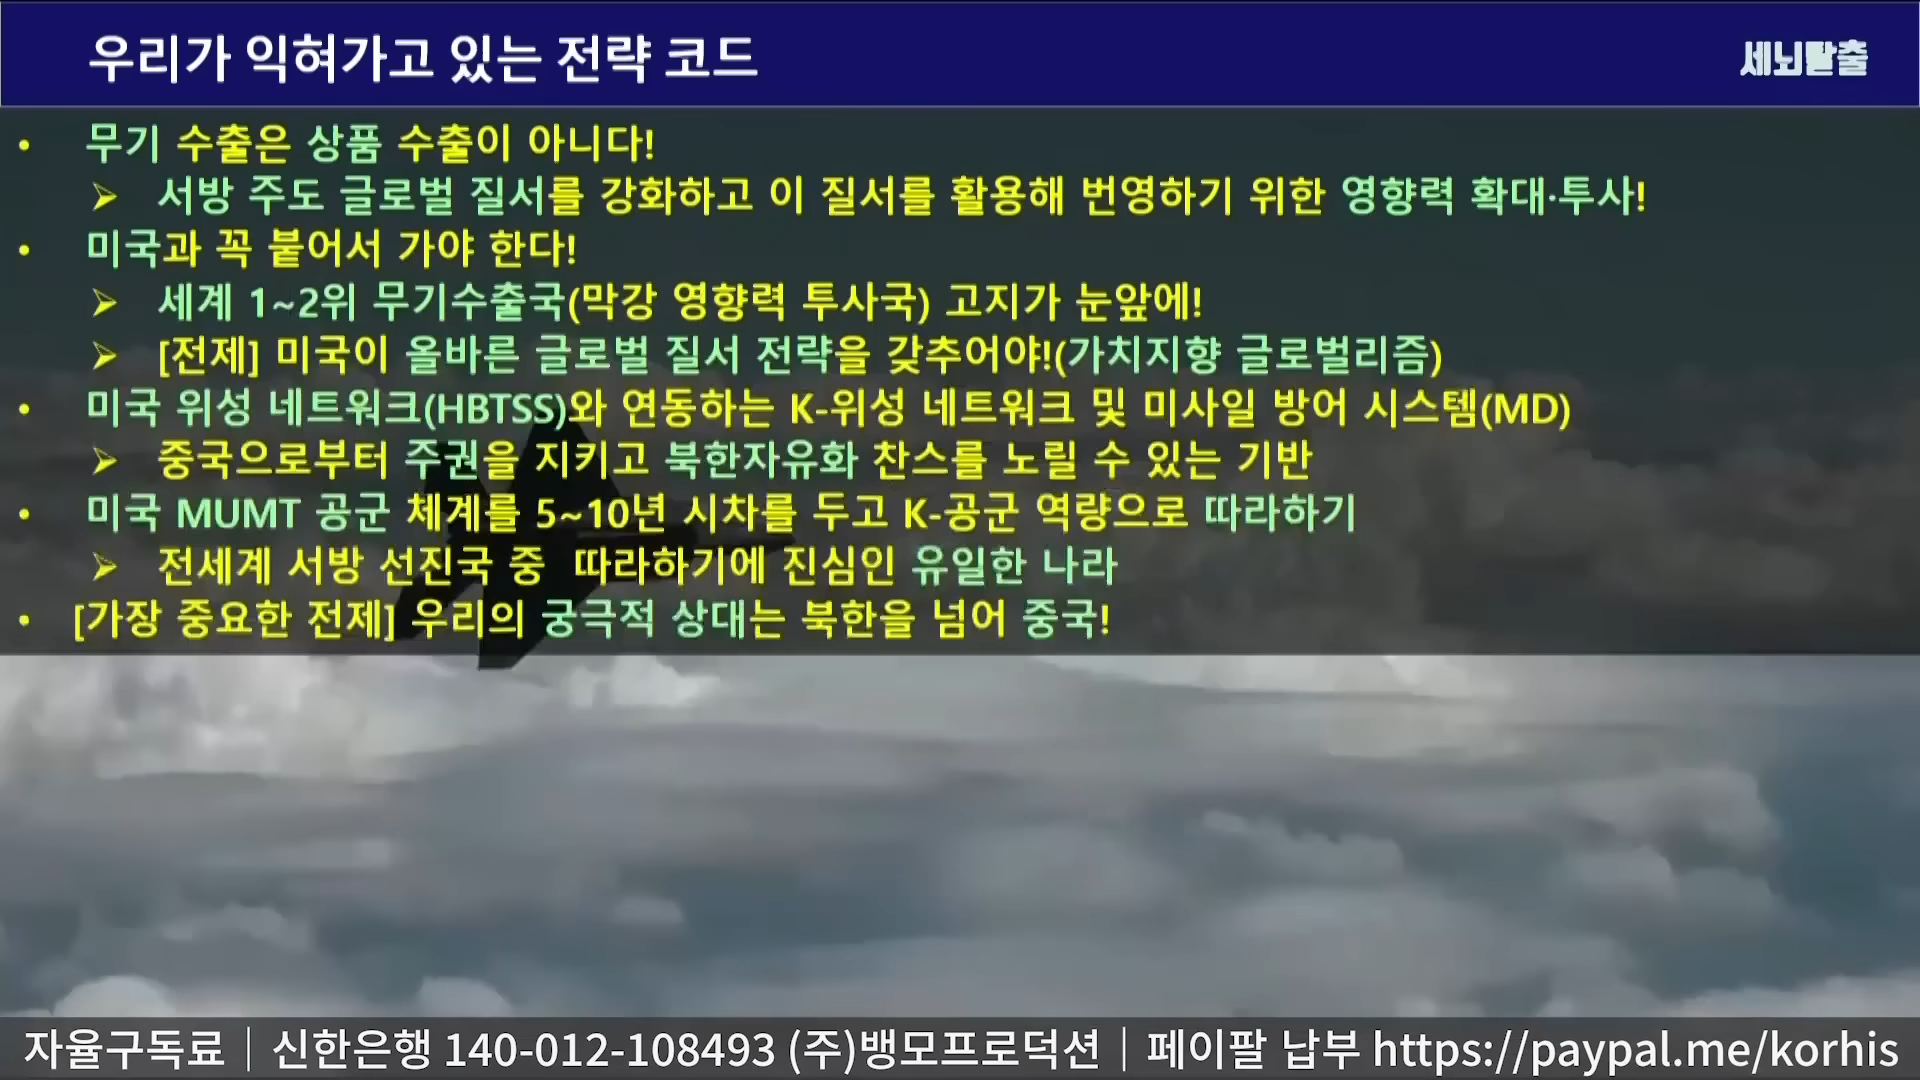 우리가 익혀가고 있는 전략 코드
세뇌탈출
• 무기 수출은 상품 수출이 아니다!
➢ 서방 주도 글로벌 질서를 강화하고 이 질서를 활용해 번영하기 위한 영향력 확대·투사!
• 미국과 꼭 붙어서 가야 한다!
➢ 세계 1~2위 무기수출국(막강 영향력 투사국) 고지가 눈앞에!
➢ [전제] 미국이 올바른 글로벌 질서 전략을 갖추어야!(가치지향 글로벌리즘)
• 미국 위성 네트워크(HBTSS)와 연동하는 K-위성 네트워크 및 미사일 방어 시스템(MD)
➢ 중국으로부터 주권을 지키고 북한자유화 찬스를 노릴 수 있는 기반
• 미국 MUMT 공군 체계를 5~10년 시차를 두고 K-공군 역량으로 따라하기
➢ 전세계 서방 선진국 중 따라하기에 진심인 유일한 나라
• [가장 중요한 전제] 우리의 궁극적 상대는 북한을 넘어 중국!
자율구독료｜신한은행 140-012-108493 (주)뱅모프로덕션｜페이팔 납부 https://paypal.me/korhis